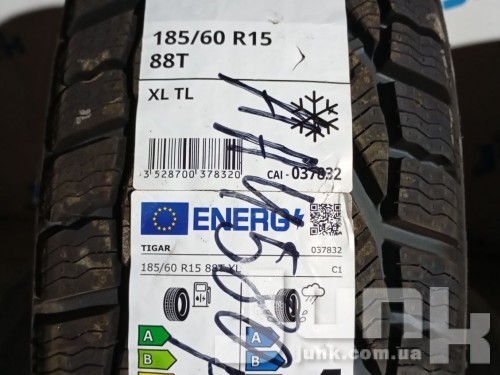 185/60 R15
88T
XL TL
3 528700 378320
CAI - 037832
ENERG
TIGAR 037832
185/60 R15 88T XL C1
A A
B B
junk.com.ua